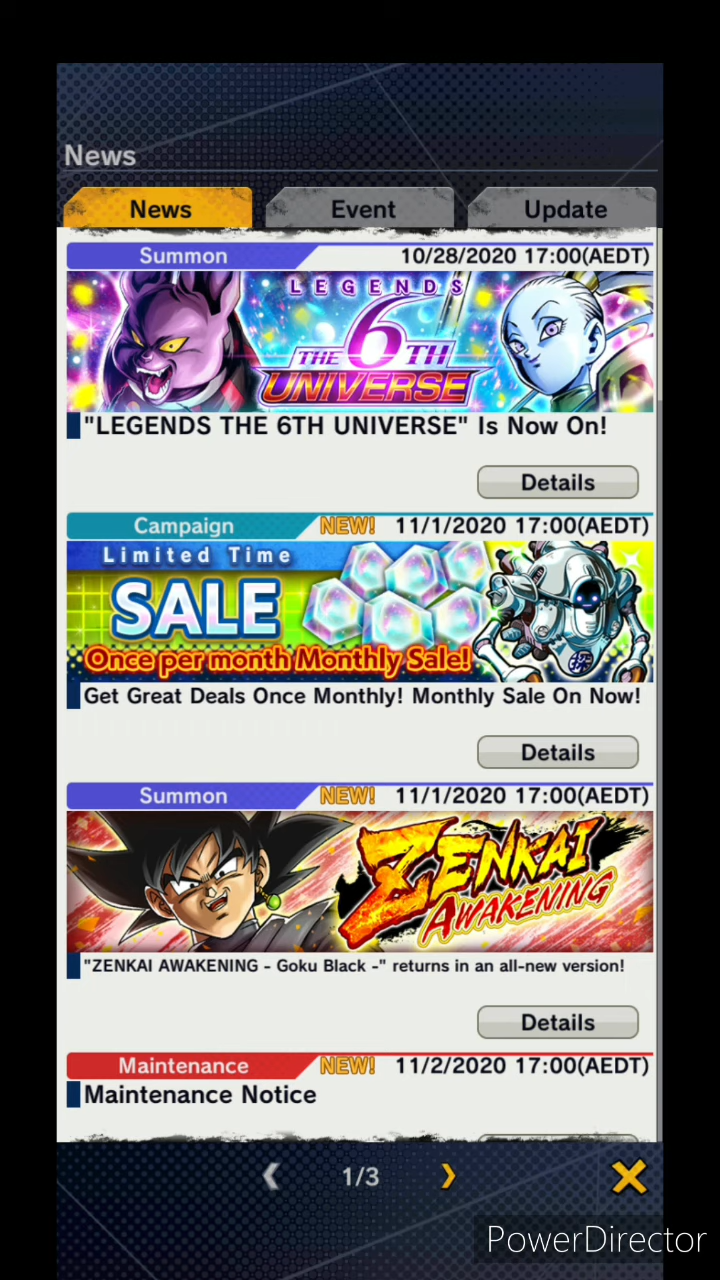 News
News Event Update
Summon 10/28/2020 17:00(AEDT)
LEGENDS
THE 6TH
UNIVERSE
"LEGENDS THE 6TH UNIVERSE" Is Now On!
Details
Campaign NEW! 11/1/2020 17:00(AEDT)
Limited Time
SALE
Once per month Monthly Sale!
Get Great Deals Once Monthly! Monthly Sale On Now!
Details
Summon NEW! 11/1/2020 17:00(AEDT)
ZENKAI
AWAKENING
"ZENKAI AWAKENING - Goku Black -" returns in an all-new version!
Details
Maintenance NEW! 11/2/2020 17:00(AEDT)
Maintenance Notice
1/3
PowerDirector